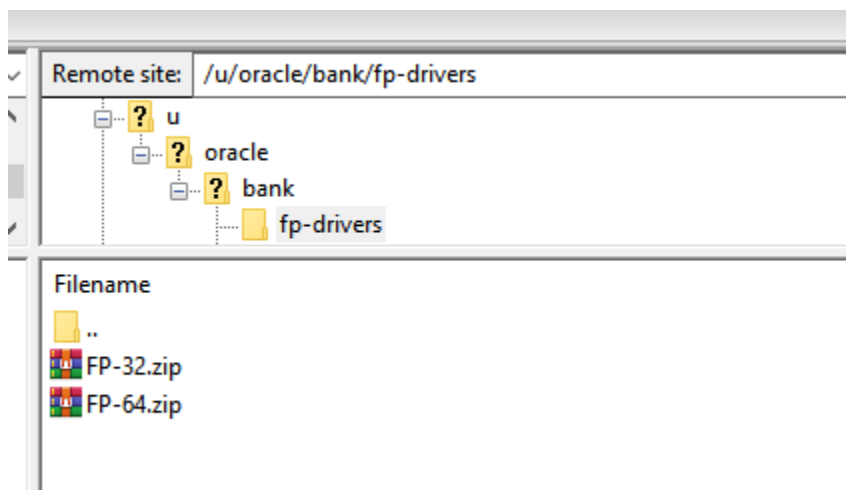 Remote site: /u/oracle/bank/fp-drivers
? u
? oracle
? bank
fp-drivers
Filename
..
FP-32.zip
FP-64.zip